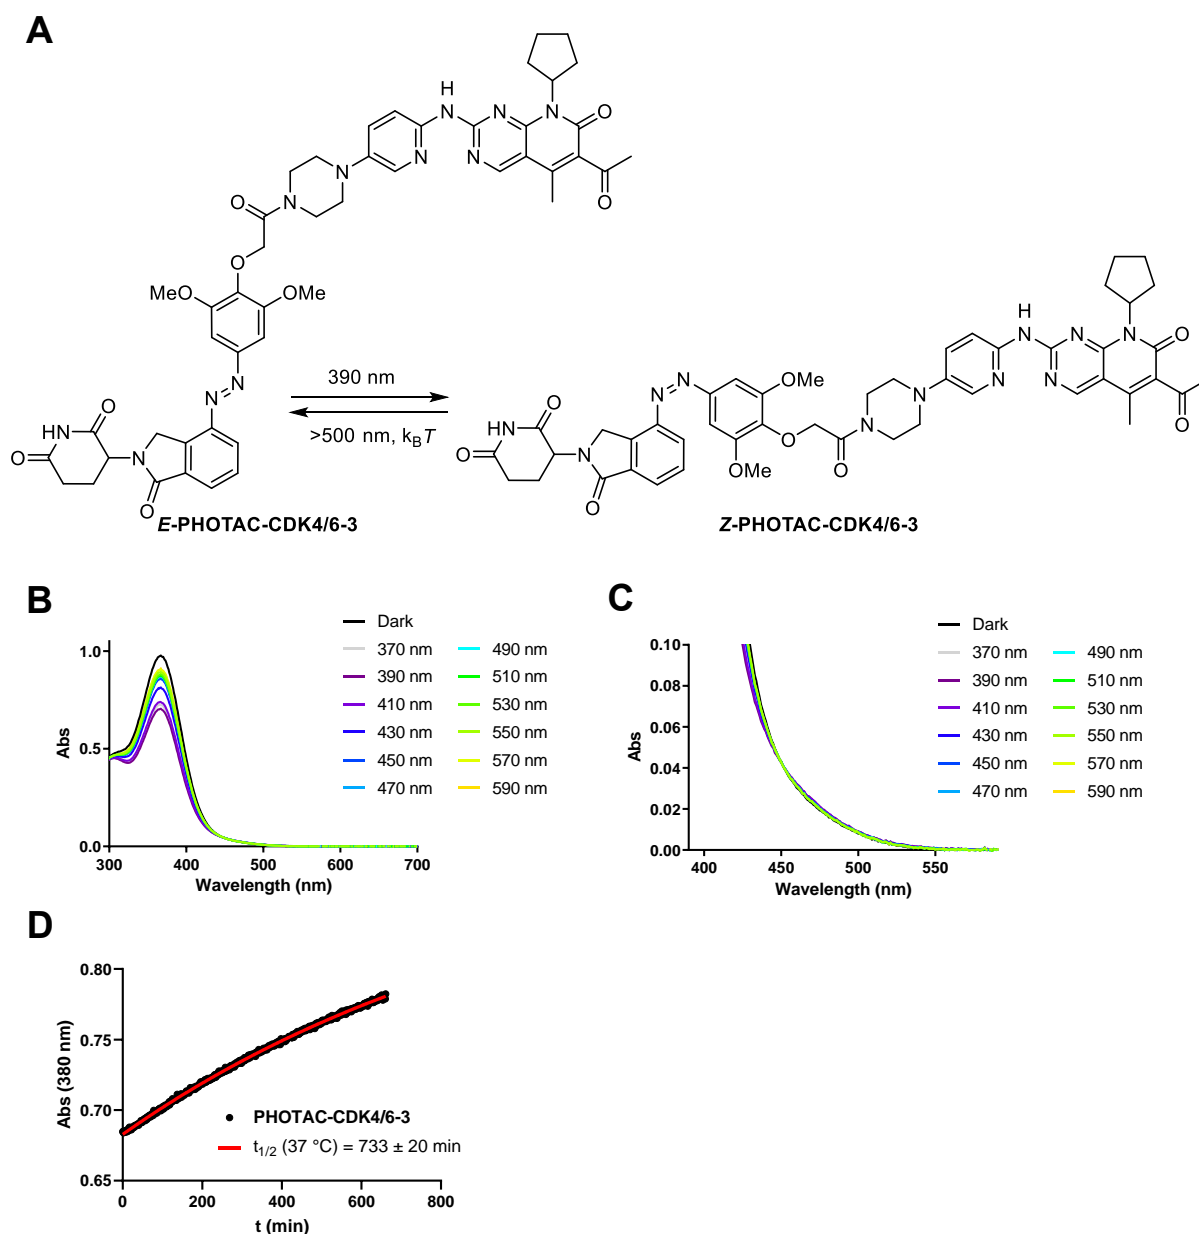 A
H
N
N
N
O
N
N
N
O
N
N
O
O
MeO
OMe
N
N
O
NH
O
N
O
390 nm
>500 nm, kBT
E-PHOTAC-CDK4/6-3
H
N
N
N
O
N
N
O
N
N
N
N
OMe
O
OMe
O
O
NH
O
N
O
Z-PHOTAC-CDK4/6-3
B
Dark
370 nm
390 nm
410 nm
430 nm
450 nm
470 nm
490 nm
510 nm
530 nm
550 nm
570 nm
590 nm
1.0
0.5
0.0
Abs
300
400
500
600
700
Wavelength (nm)
C
Dark
370 nm
390 nm
410 nm
430 nm
450 nm
470 nm
490 nm
510 nm
530 nm
550 nm
570 nm
590 nm
0.10
0.08
0.06
0.04
0.02
0.00
Abs
400
450
500
550
Wavelength (nm)
D
0.80
0.75
0.70
0.65
Abs (380 nm)
PHOTAC-CDK4/6-3
t1/2 (37 °C) = 733 ± 20 min
0
200
400
600
800
t (min)